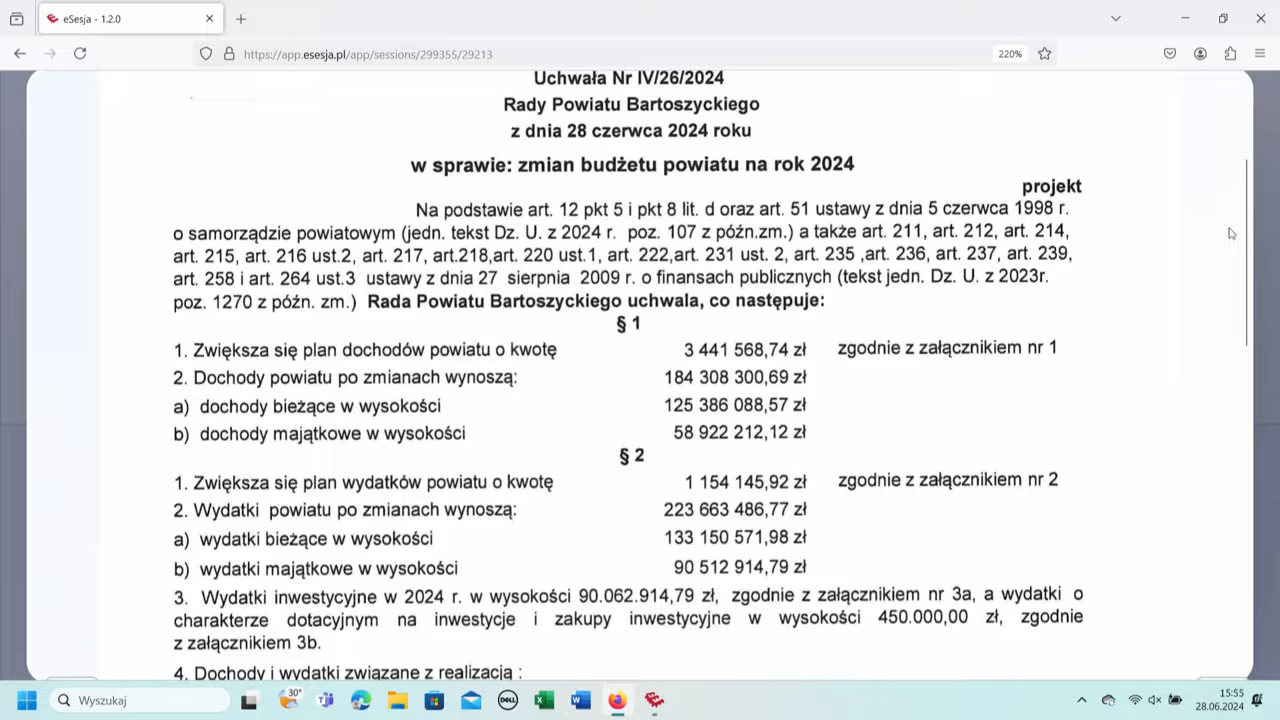 eSesja - 1.2.0
https://app.esesja.pl/app/sessions/299355/29213
220%
Uchwała Nr IV/26/2024
Rady Powiatu Bartoszyckiego
z dnia 28 czerwca 2024 roku
w sprawie: zmian budżetu powiatu na rok 2024
projekt
Na podstawie art. 12 pkt 5 i pkt 8 lit. d oraz art. 51 ustawy z dnia 5 czerwca 1998 r.
o samorządzie powiatowym (jedn. tekst Dz. U. z 2024 r. poz. 107 z późn.zm.) a także art. 211, art. 212, art. 214,
art. 215, art. 216 ust.2, art. 217, art.218,art. 220 ust.1, art. 222,art. 231 ust. 2, art. 235 ,art. 236, art. 237, art. 239,
art. 258 i art. 264 ust.3 ustawy z dnia 27 sierpnia 2009 r. o finansach publicznych (tekst jedn. Dz. U. z 2023r.
poz. 1270 z późn. zm.) Rada Powiatu Bartoszyckiego uchwala, co następuje:
§ 1
1. Zwiększa się plan dochodów powiatu o kwotę 3 441 568,74 zł zgodnie z załącznikiem nr 1
2. Dochody powiatu po zmianach wynoszą: 184 308 300,69 zł
a) dochody bieżące w wysokości 125 386 088,57 zł
b) dochody majątkowe w wysokości 58 922 212,12 zł
§ 2
1. Zwiększa się plan wydatków powiatu o kwotę 1 154 145,92 zł zgodnie z załącznikiem nr 2
2. Wydatki powiatu po zmianach wynoszą: 223 663 486,77 zł
a) wydatki bieżące w wysokości 133 150 571,98 zł
b) wydatki majątkowe w wysokości 90 512 914,79 zł
3. Wydatki inwestycyjne w 2024 r. w wysokości 90.062.914,79 zł, zgodnie z załącznikiem nr 3a, a wydatki o
charakterze dotacyjnym na inwestycje i zakupy inwestycyjne w wysokości 450.000,00 zł, zgodnie
z załącznikiem 3b.
4. Dochody i wydatki związane z realizacją :
Wyszukaj
30°
DELL
15:55
28.06.2024